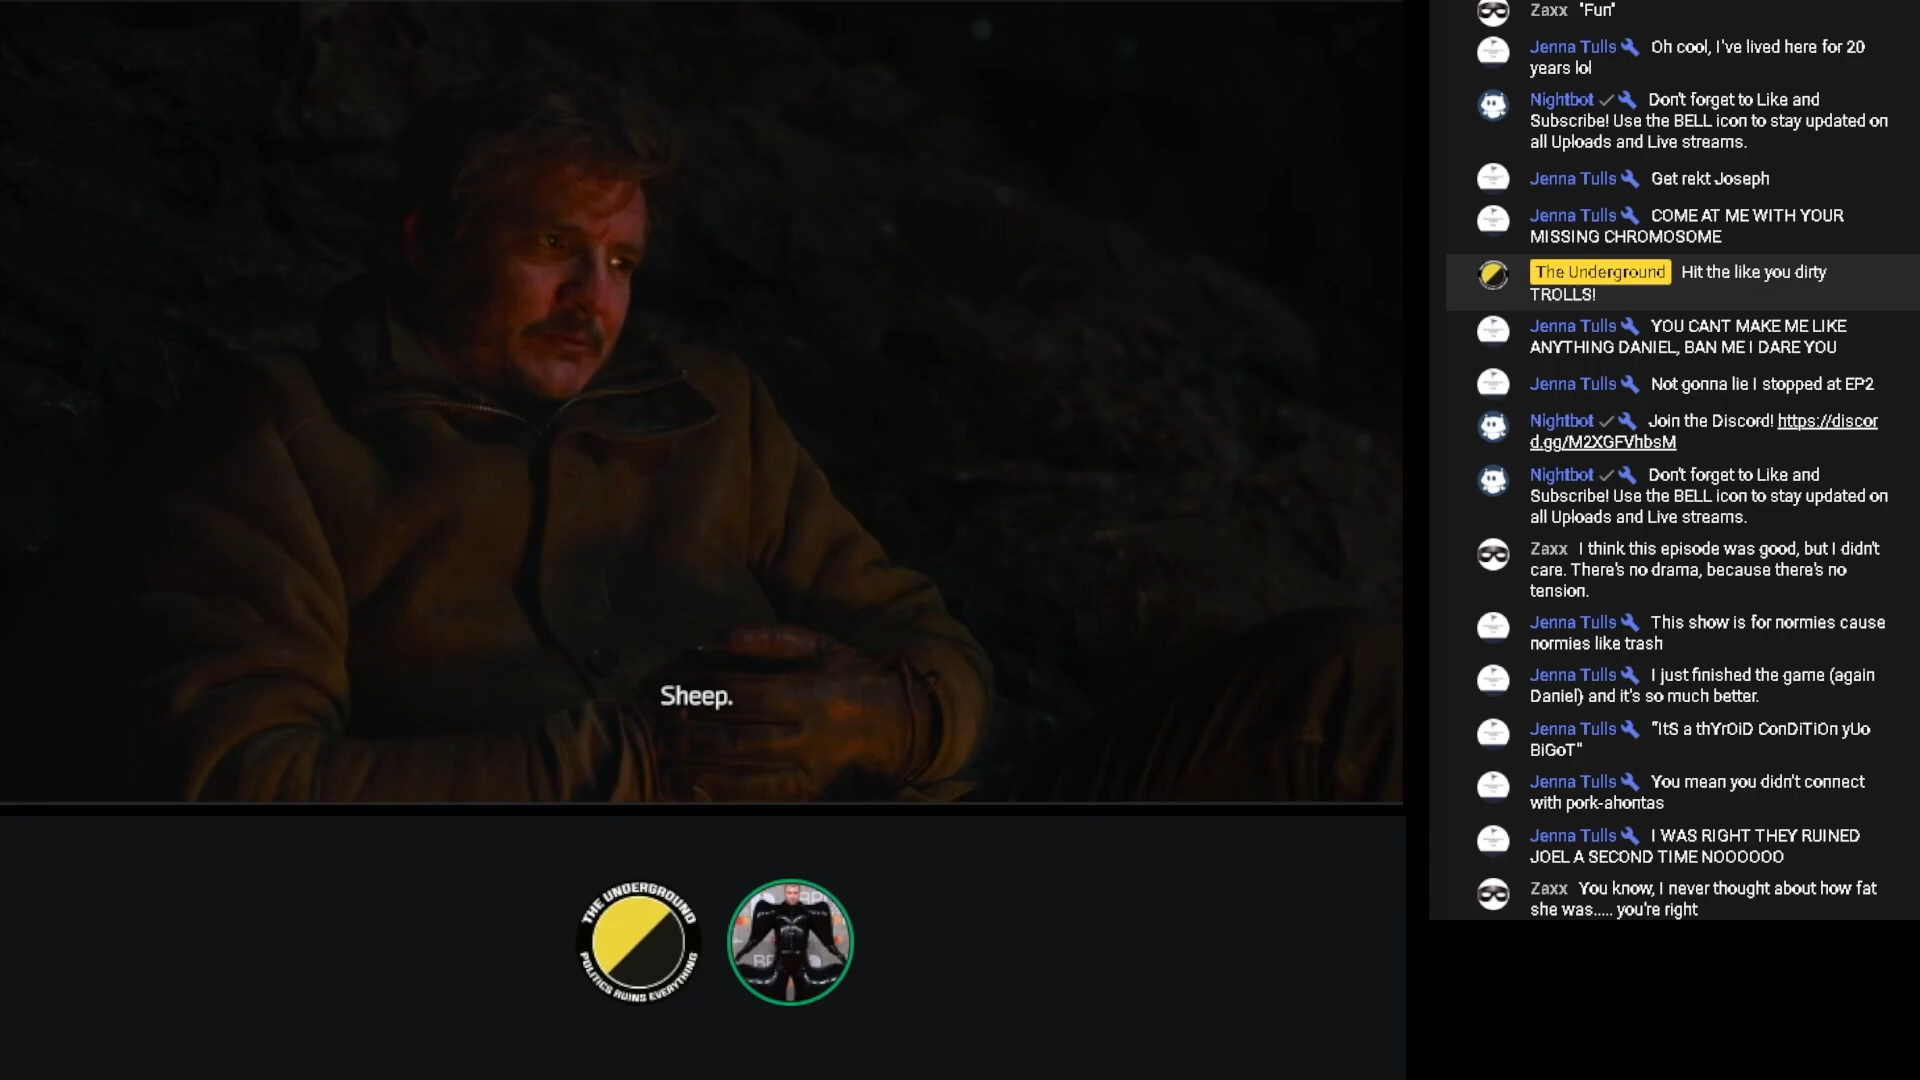 Zaxx "Fun"
Jenna Tulls Oh cool, I've lived here for 20
years lol
Nightbot Don't forget to Like and
Subscribe! Use the BELL icon to stay updated on
all Uploads and Live streams.
Jenna Tulls Get rekt Joseph
Jenna Tulls COME AT ME WITH YOUR
MISSING CHROMOSOME
The Underground Hit the like you dirty
TROLLS!
Jenna Tulls YOU CANT MAKE ME LIKE
ANYTHING DANIEL, BAN ME I DARE YOU
Jenna Tulls Not gonna lie I stopped at EP2
Nightbot Join the Discord! https://discor
d.gg/M2XGFVhbsM
Nightbot Don't forget to Like and
Subscribe! Use the BELL icon to stay updated on
all Uploads and Live streams.
Zaxx I think this episode was good, but I didn't
care. There's no drama, because there's no
tension.
Jenna Tulls This show is for normies cause
normies like trash
Jenna Tulls I just finished the game (again
Daniel) and it's so much better.
Jenna Tulls "ItS a thYrOiD ConDiTiOn yUo
BiGoT"
Jenna Tulls You mean you didn't connect
with pork-ahontas
Jenna Tulls I WAS RIGHT THEY RUINED
JOEL A SECOND TIME NOOOOOO
Zaxx You know, I never thought about how fat
she was..... you're right
Sheep.
THE UNDERGROUND
POLITICS RUINS EVERYTHING